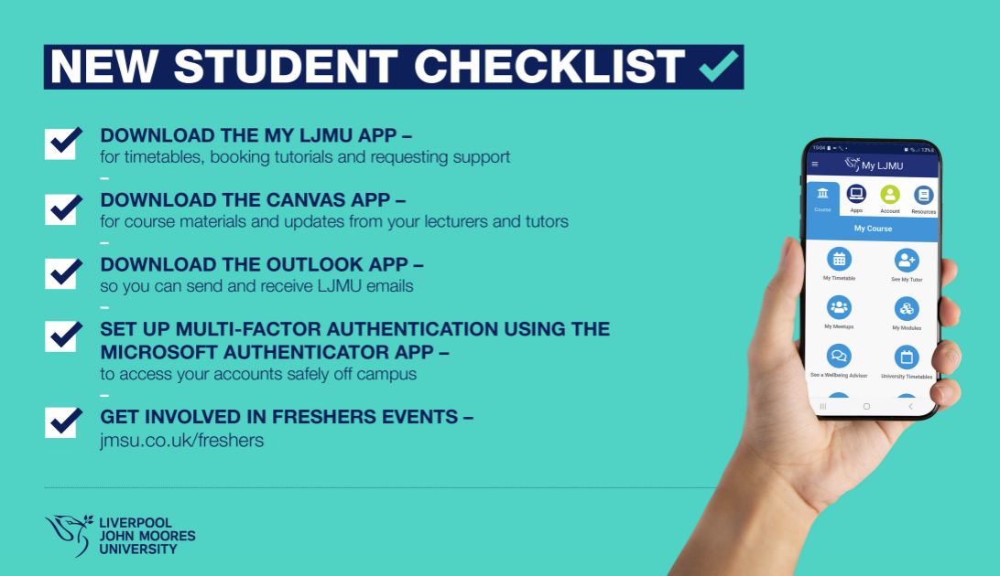 NEW STUDENT CHECKLIST
DOWNLOAD THE MY LJMU APP –
for timetables, booking tutorials and requesting support
–
DOWNLOAD THE CANVAS APP –
for course materials and updates from your lecturers and tutors
–
DOWNLOAD THE OUTLOOK APP –
so you can send and receive LJMU emails
–
SET UP MULTI-FACTOR AUTHENTICATION USING THE
MICROSOFT AUTHENTICATOR APP –
to access your accounts safely off campus
–
GET INVOLVED IN FRESHERS EVENTS –
jmsu.co.uk/freshers
15:04 13%
My LJMU
Course Apps Account Resources
My Course
My Timetable See My Tutor
My Meetups My Modules
See a Wellbeing Advisor University Timetables
LIVERPOOL
JOHN MOORES
UNIVERSITY